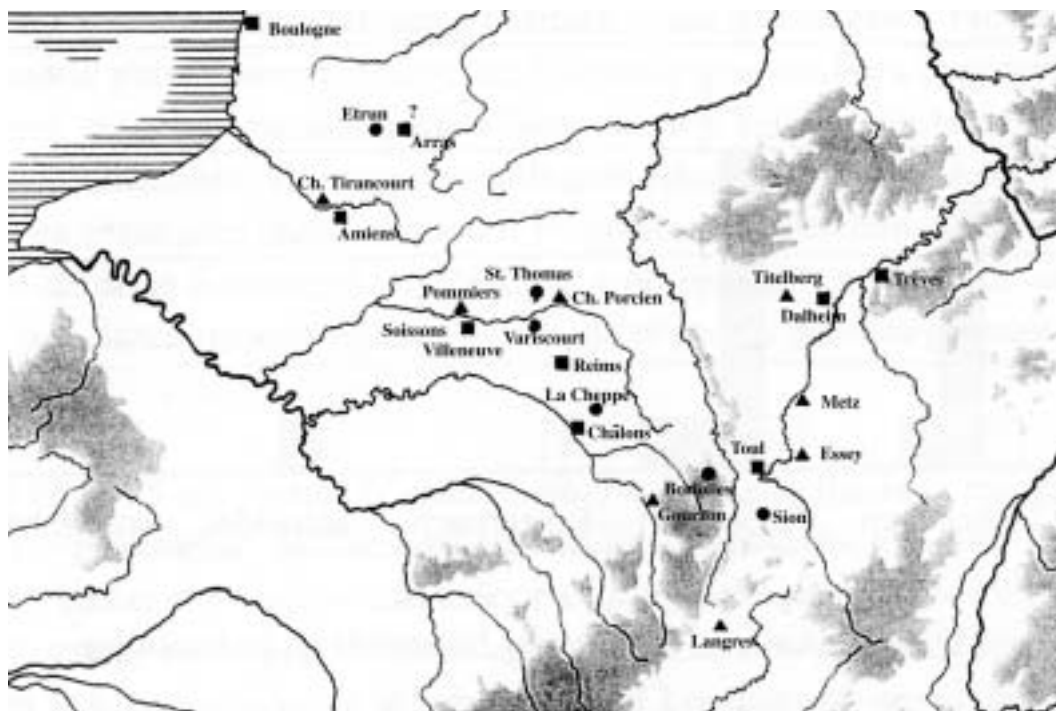 Boulogne
?
Etrun
Arras
Ch. Tirancourt
Amiens
St. Thomas
Pommiers
Ch. Porcien
Titelberg
Trèves
Dalheim
Soissons
Villeneuve
Variscourt
Reims
La Cheppe
Metz
Châlons
Toul
Essey
Gourzon
Sion
Langres